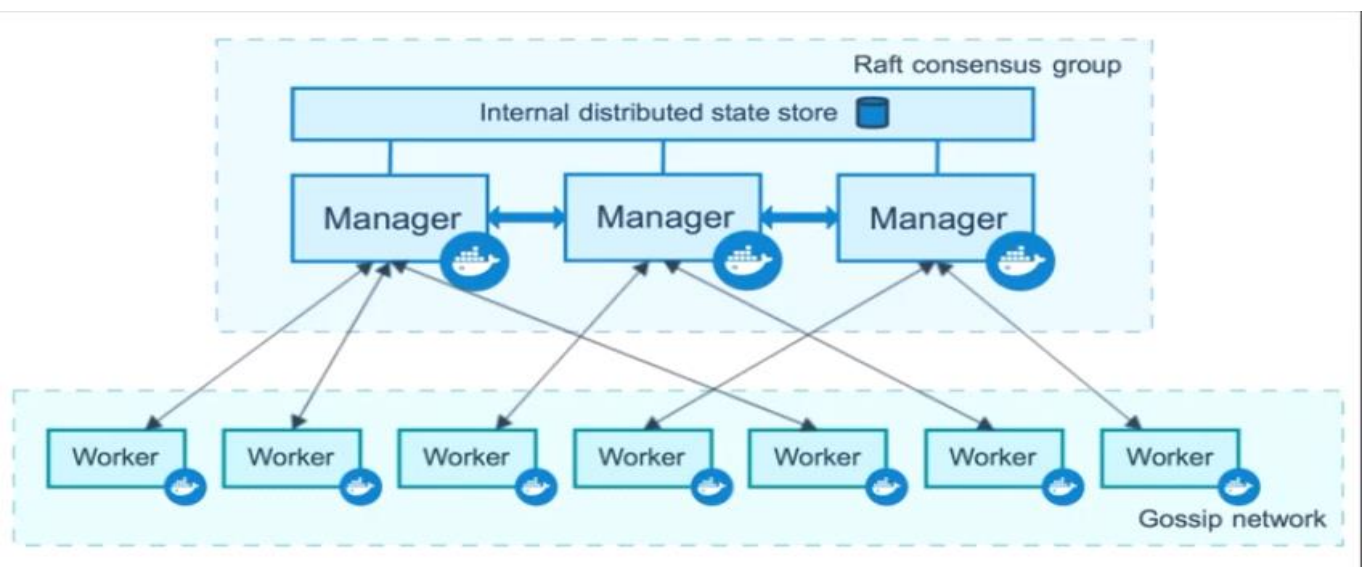 Raft consensus group
Internal distributed state store
Manager Manager Manager
Worker Worker Worker Worker Worker Worker Worker
Gossip network